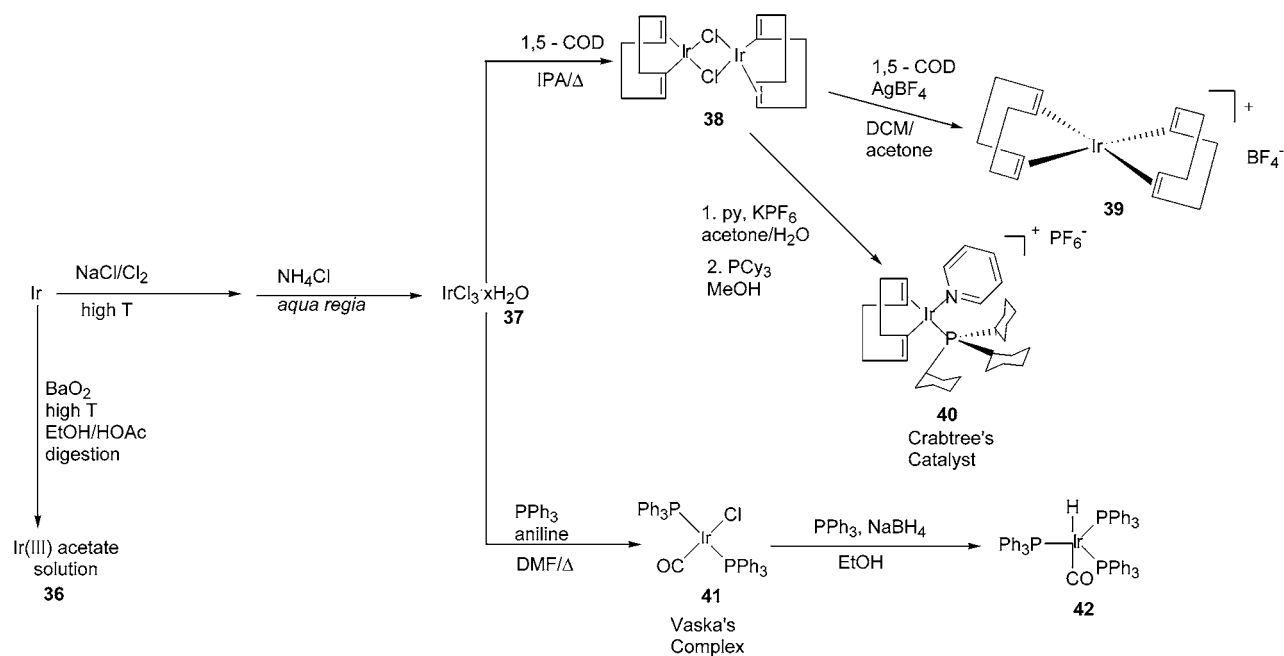 1,5 - COD
IPA/Δ
Ir
Cl
Cl
Ir
38
1,5 - COD
AgBF4
DCM/
acetone
Ir
+
BF4-
39
1. py, KPF6
acetone/H2O
2. PCy3
MeOH
N
Ir
P
+ PF6-
40
Crabtree's
Catalyst
Ir
NaCl/Cl2
high T
NH4Cl
aqua regia
IrCl3·xH2O
37
BaO2
high T
EtOH/HOAc
digestion
Ir(III) acetate
solution
36
PPh3
aniline
DMF/Δ
Ph3P
Cl
Ir
OC
PPh3
41
Vaska's
Complex
PPh3, NaBH4
EtOH
H
PPh3
Ph3P
Ir
PPh3
CO
42